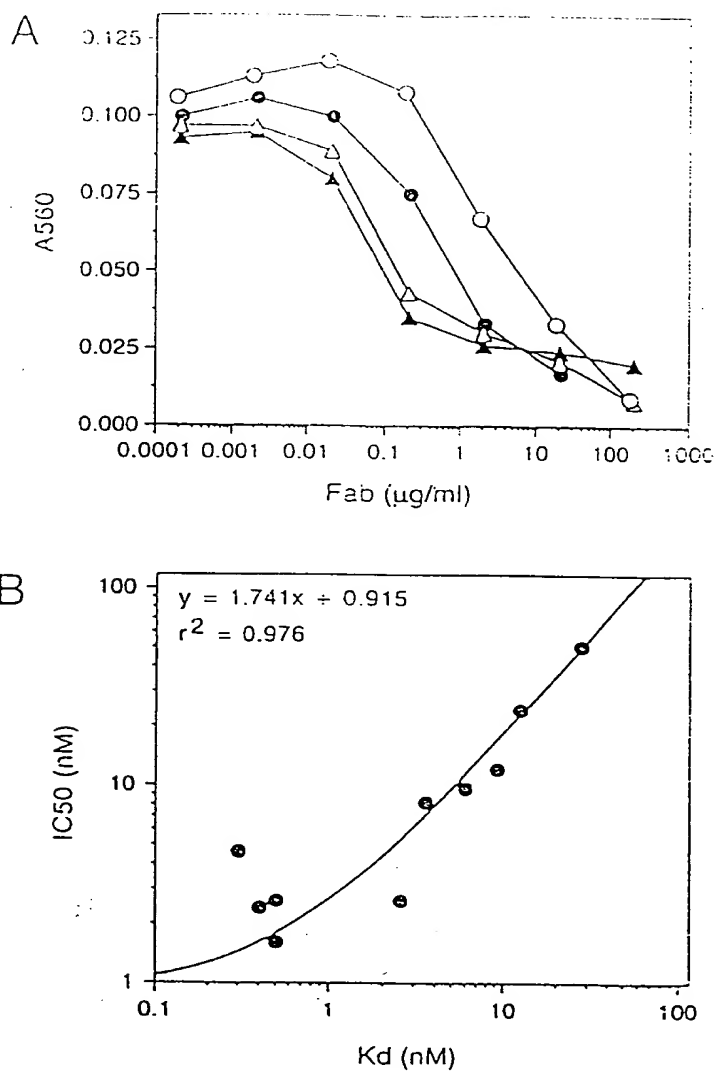 A
0.125
0.100
0.075
0.050
0.025
0.000
A560
0.0001 0.001 0.01 0.1 1 10 100 1000
Fab (µg/ml)
B
y = 1.741x + 0.915
r2 = 0.976
100
10
1
IC50 (nM)
0.1 1 10 100
Kd (nM)